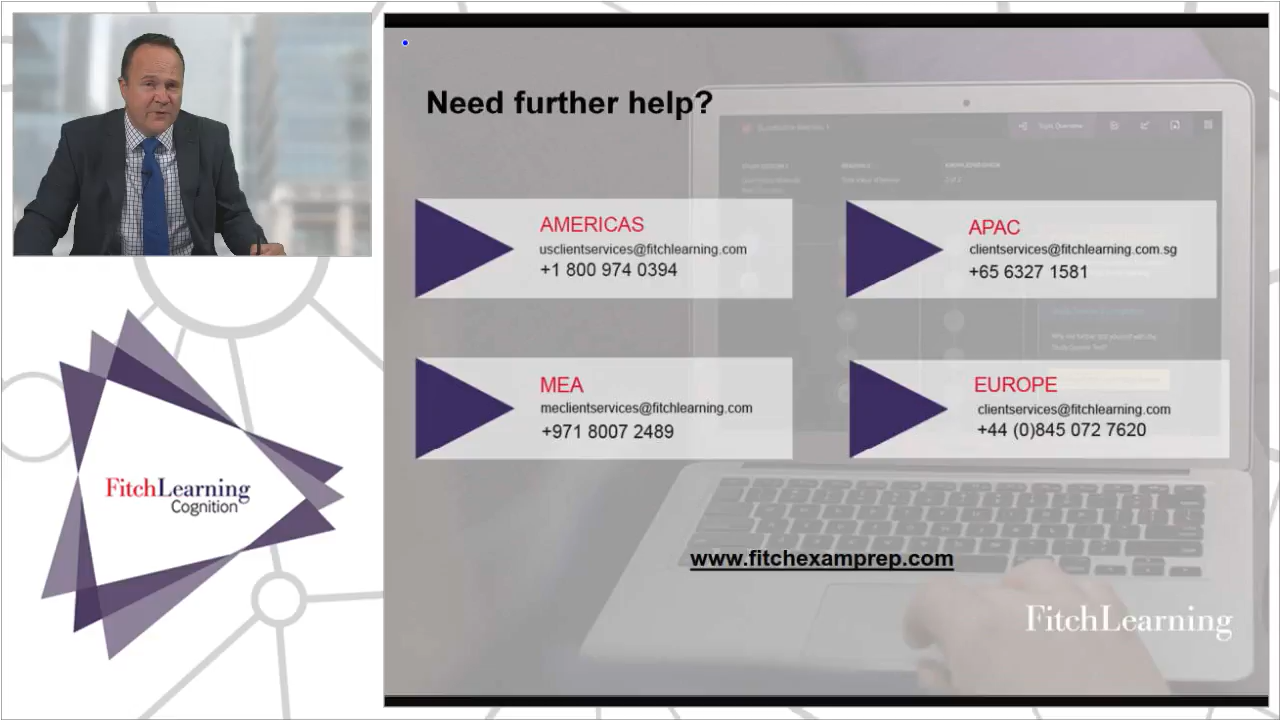 Need further help?
AMERICAS
usclientservices@fitchlearning.com
+1 800 974 0394
APAC
clientservices@fitchlearning.com.sg
+65 6327 1581
MEA
meclientservices@fitchlearning.com
+971 8007 2489
EUROPE
clientservices@fitchlearning.com
+44 (0)845 072 7620
FitchLearning
Cognition
www.fitchexamprep.com
FitchLearning